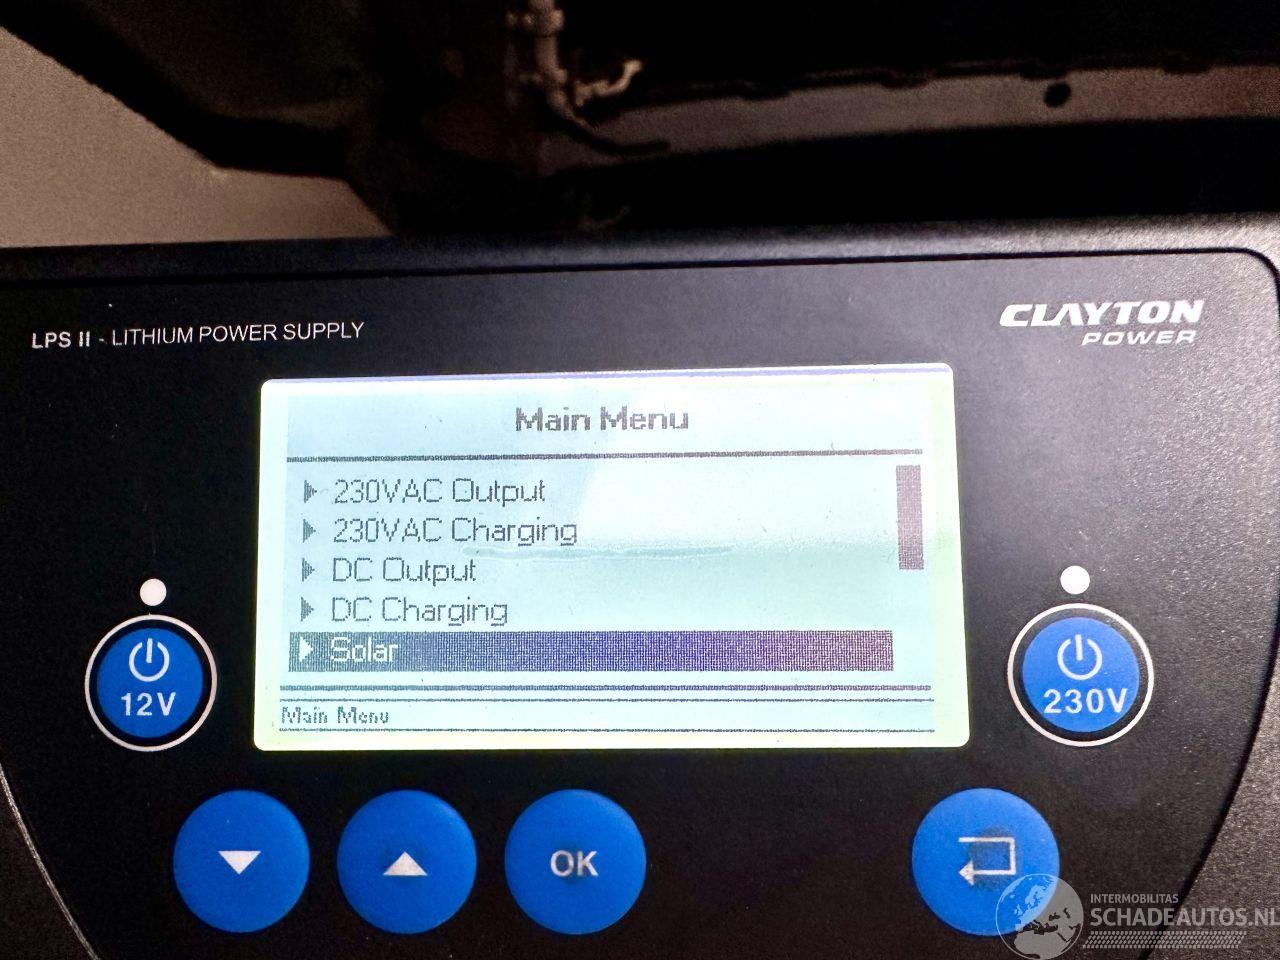 LPS II - LITHIUM POWER SUPPLY
CLAYTON
POWER
Main Menu
230VAC Output
230VAC Charging
DC Output
DC Charging
Solar
Main Menu
12V
230V
OK
INTERMOBILITAS
SCHADEAUTOS.NL